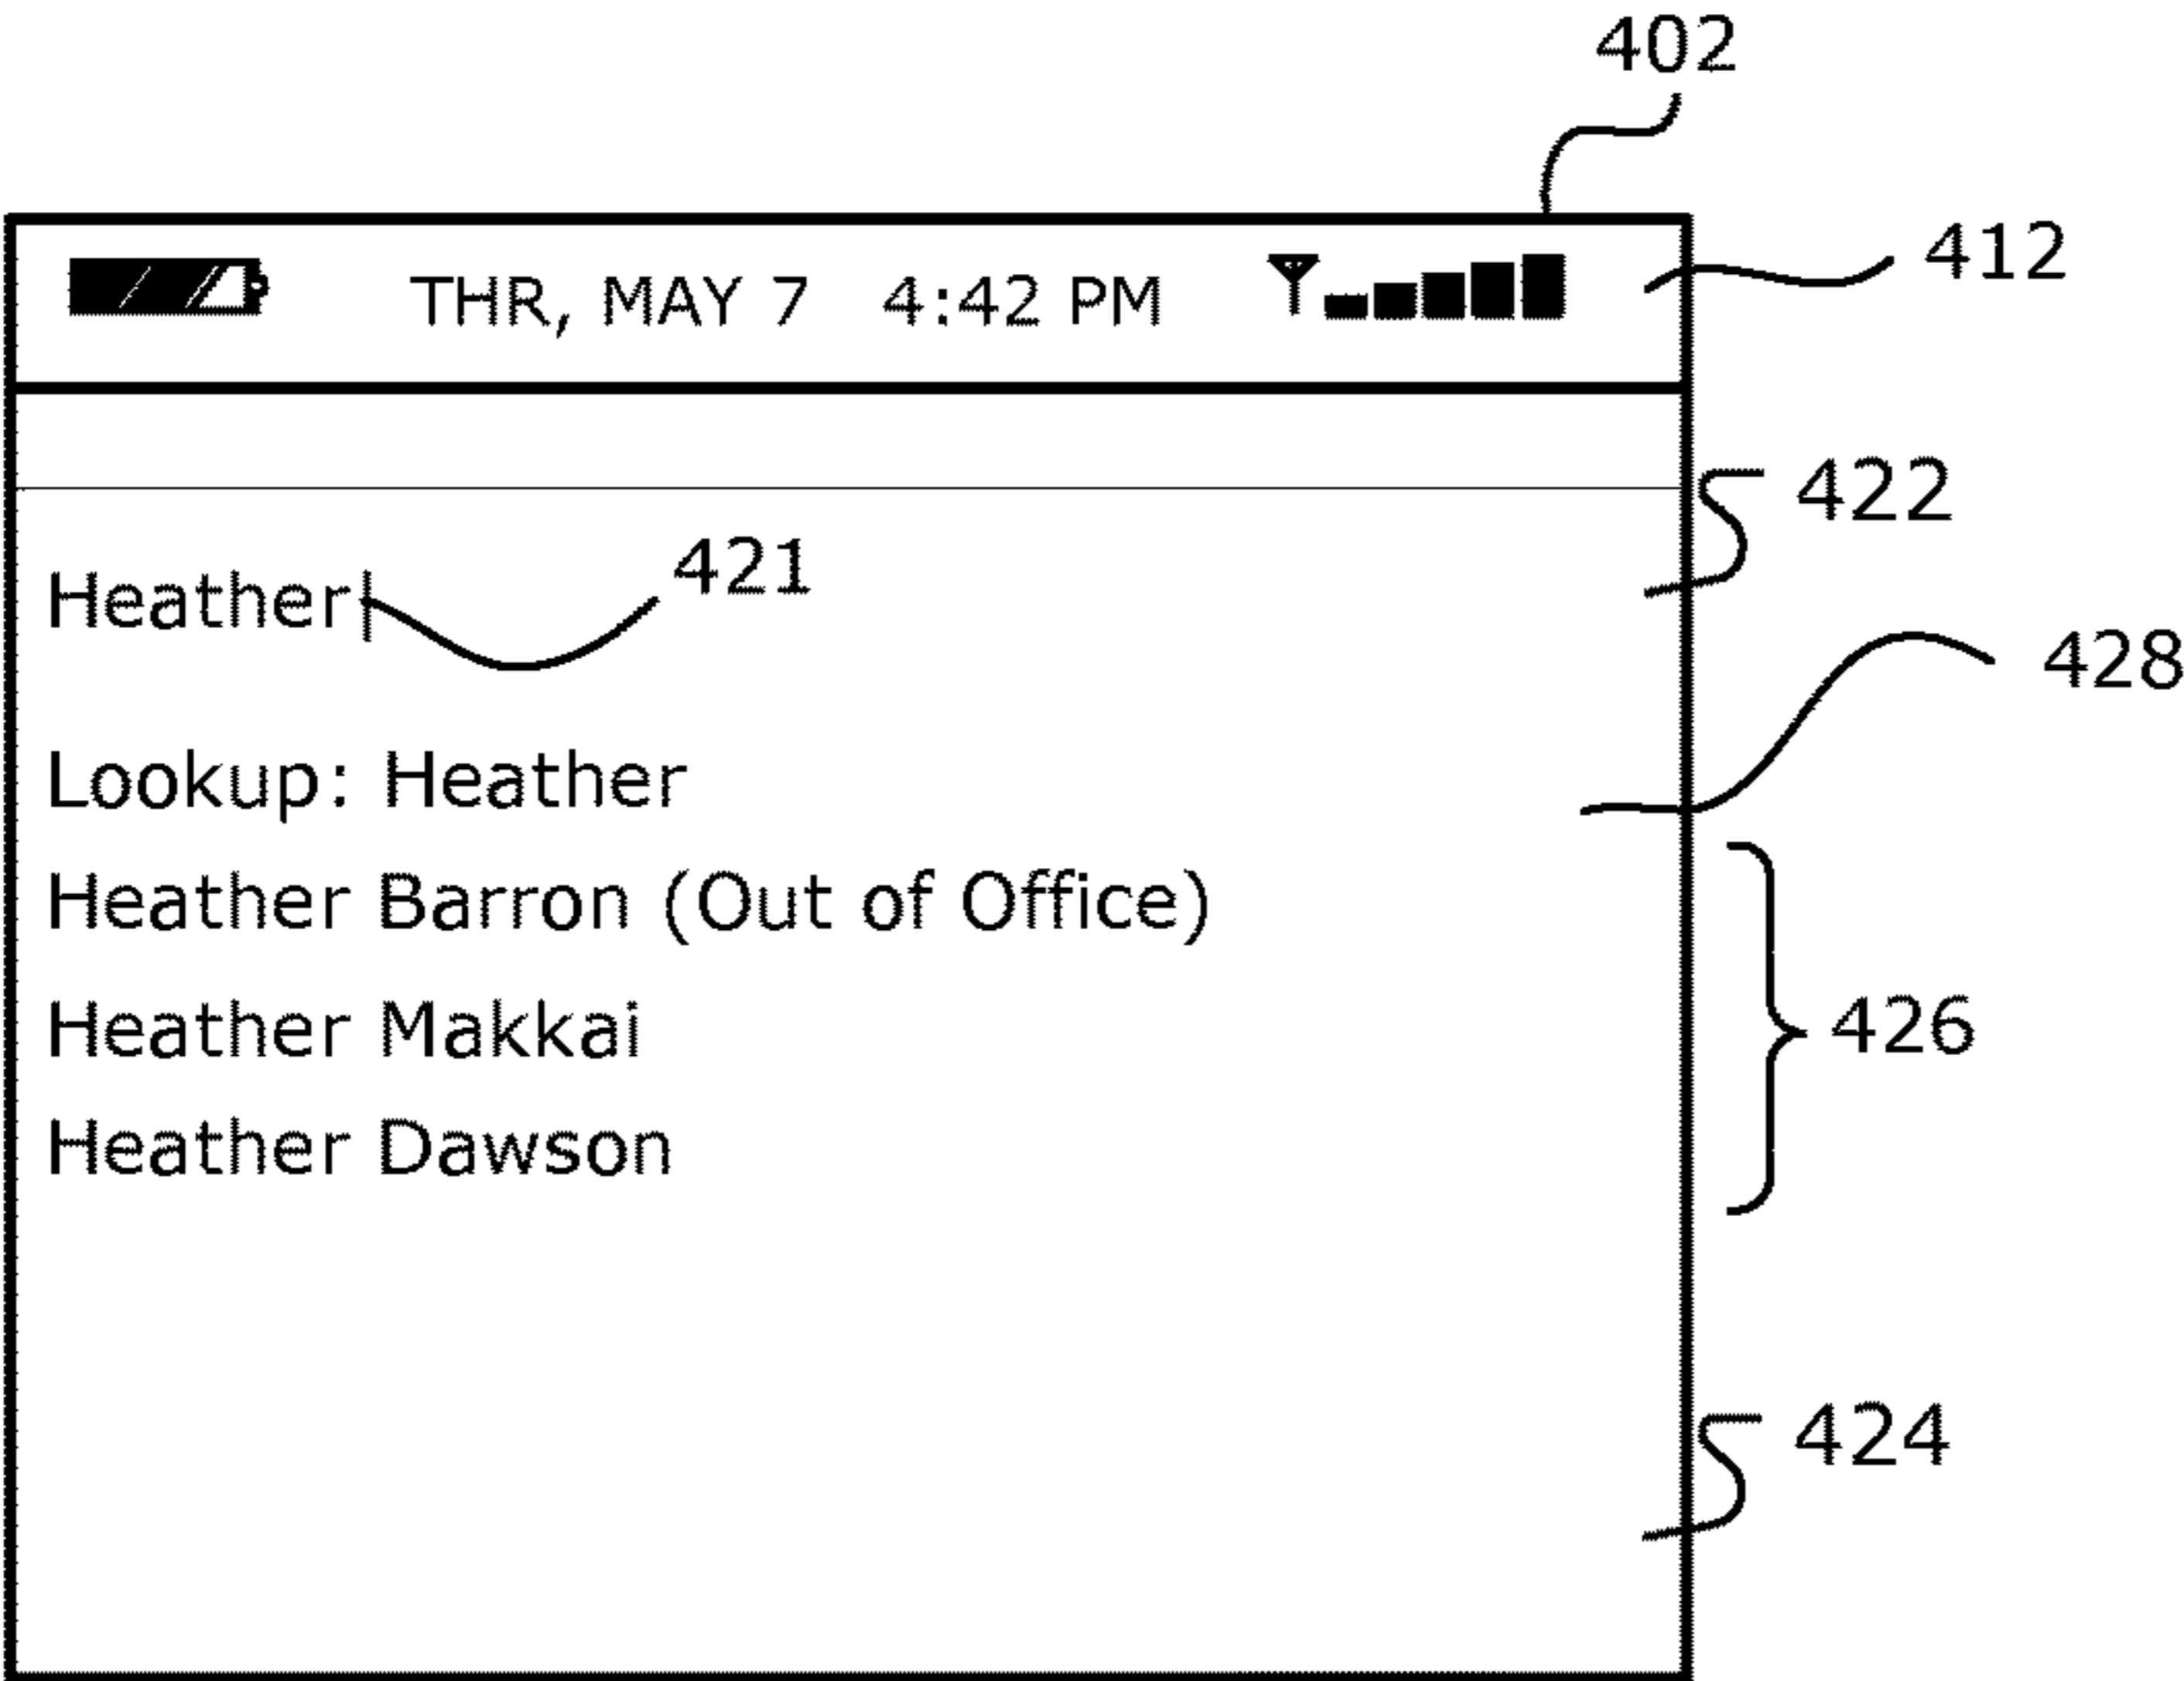 402
THR, MAY 7 4:42 PM
412
422
421
Heather
428
Lookup: Heather
Heather Barron (Out of Office)
Heather Makkai
426
Heather Dawson
424